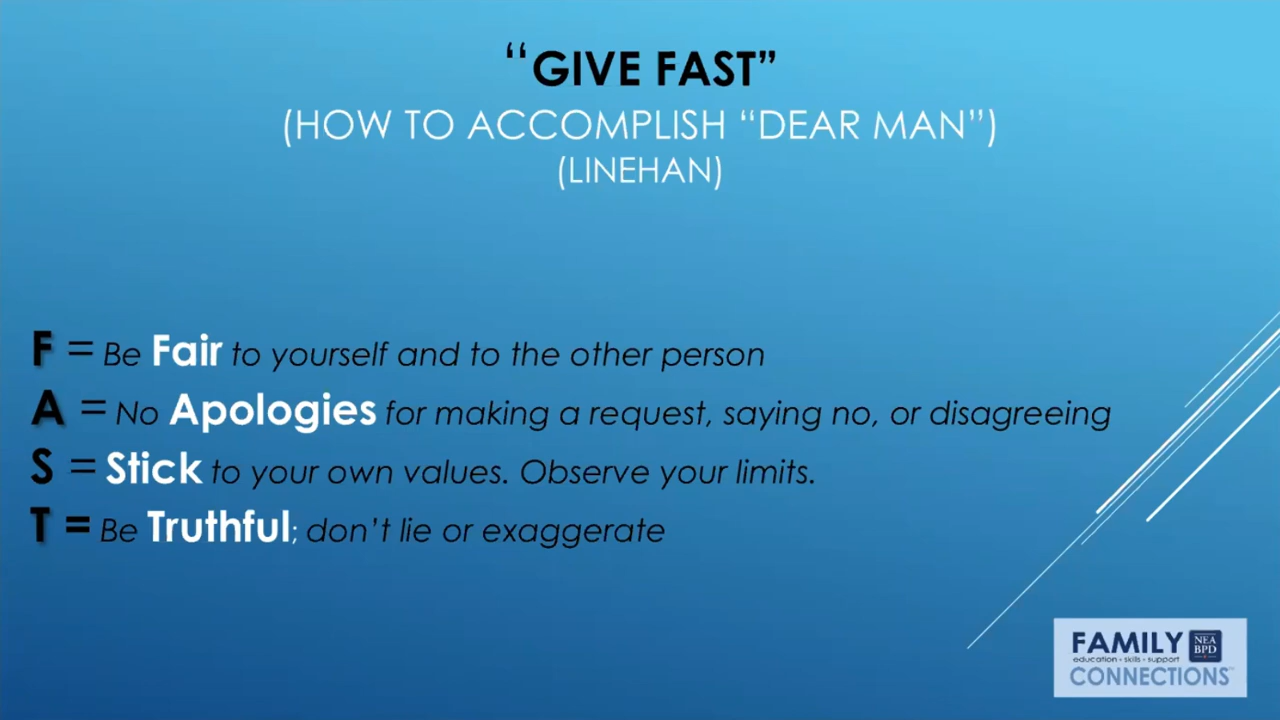 “GIVE FAST”
(HOW TO ACCOMPLISH “DEAR MAN”)
(LINEHAN)
F = Be Fair to yourself and to the other person
A = No Apologies for making a request, saying no, or disagreeing
S = Stick to your own values. Observe your limits.
T = Be Truthful; don’t lie or exaggerate
FAMILY NEA
BPD
education • skills • support
CONNECTIONS™